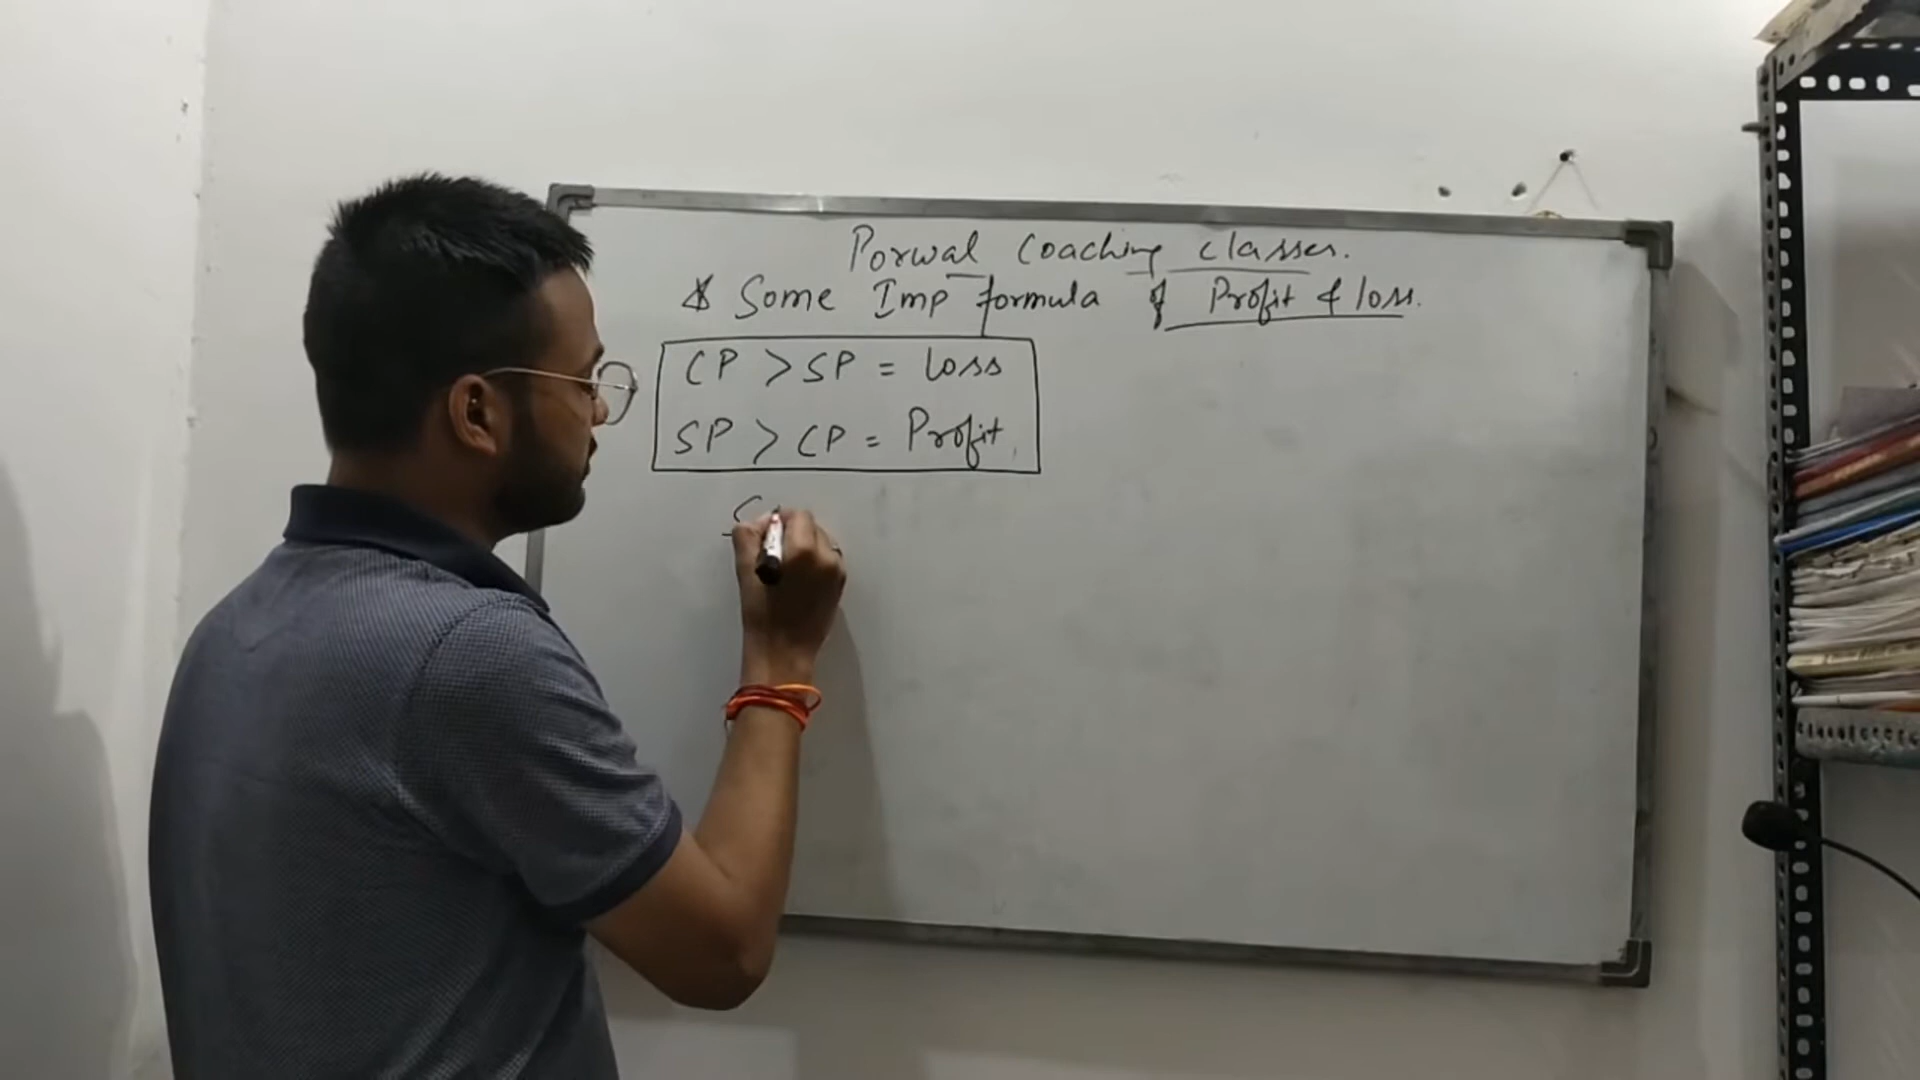 Porwal Coaching Classes.
Some Imp formula of Profit & loss.
CP > SP = Loss
SP > CP = Profit.
S